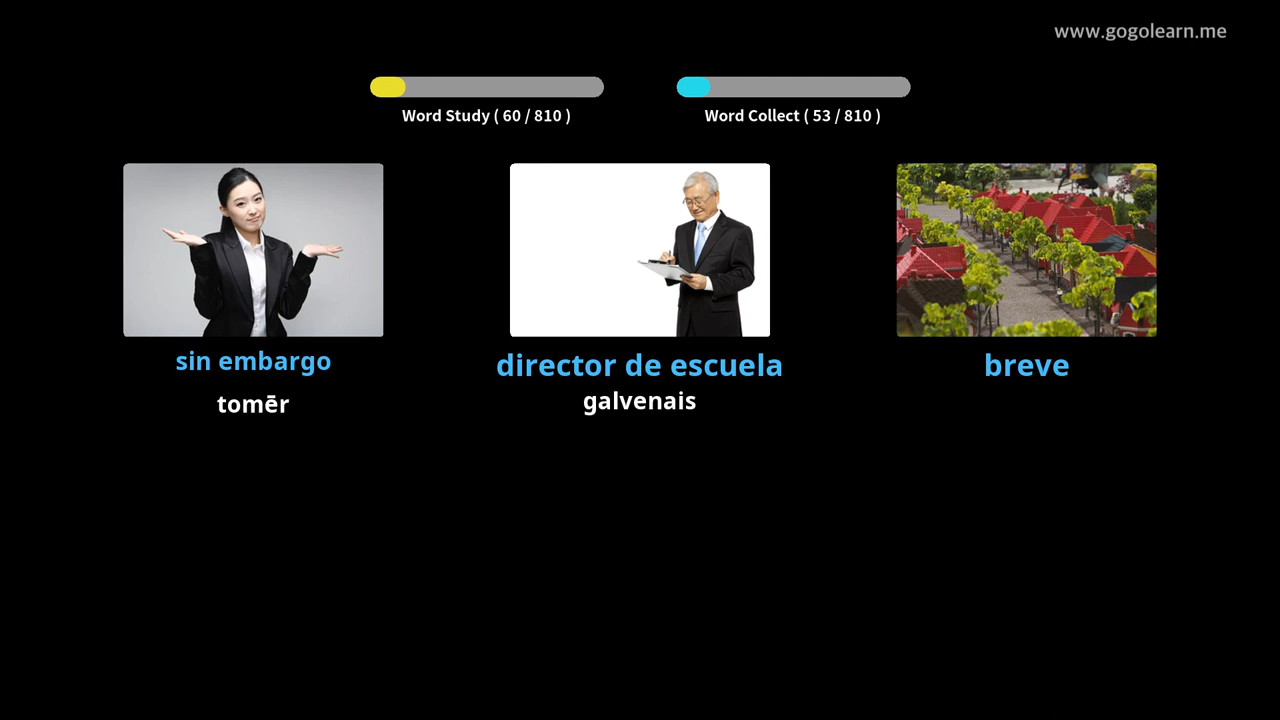 www.gogolearn.me
Word Study ( 60 / 810 )
Word Collect ( 53 / 810 )
sin embargo
tomēr
director de escuela
galvenais
breve